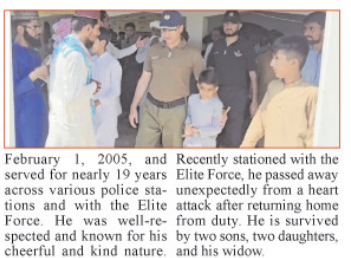 February 1, 2005, and
served for nearly 19 years
across various police sta-
tions and with the Elite
Force. He was well-re-
spected and known for his
cheerful and kind nature.
Recently stationed with the
Elite Force, he passed away
unexpectedly from a heart
attack after returning home
from duty. He is survived
by two sons, two daughters,
and his widow.